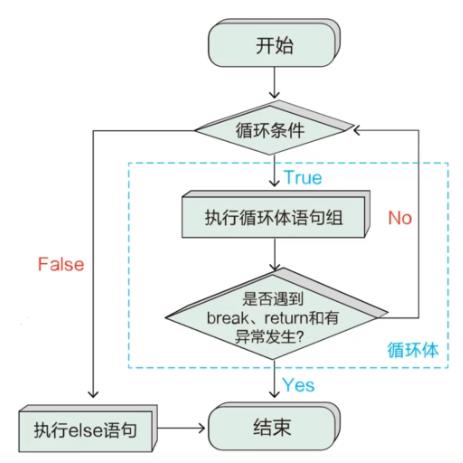 开始
循环条件
True
执行循环体语句组
No
False
是否遇到
break、return和有
异常发生?
循环体
Yes
执行else语句
结束